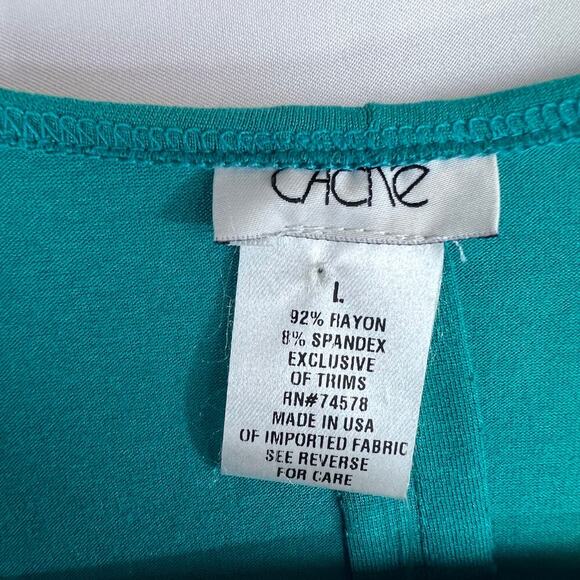 CACHE
L
92% RAYON
8% SPANDEX
EXCLUSIVE
OF TRIMS
RN#74578
MADE IN USA
OF IMPORTED FABRIC
SEE REVERSE
FOR CARE